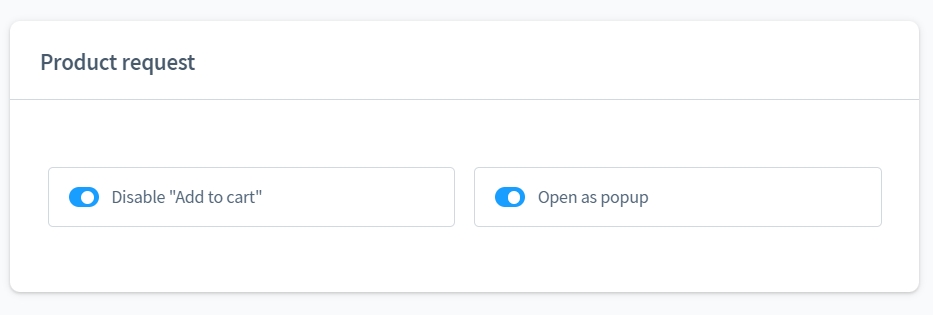 Product request
Disable "Add to cart"
Open as popup